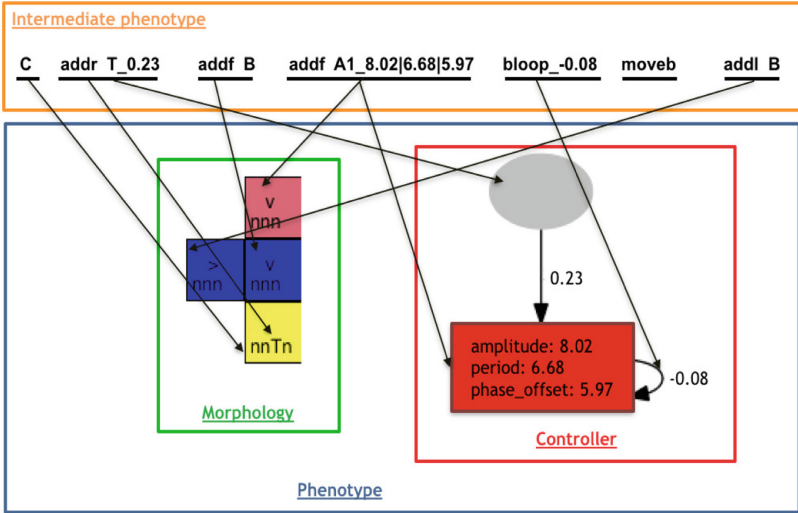 Intermediate phenotype
C addr T_0.23 addf B addf A1_8.02|6.68|5.97 bloop_-0.08 moveb addl B
v
nnn
>
nnn
v
nnn
nnTn
Morphology
0.23
amplitude: 8.02
period: 6.68
phase_offset: 5.97
-0.08
Controller
Phenotype